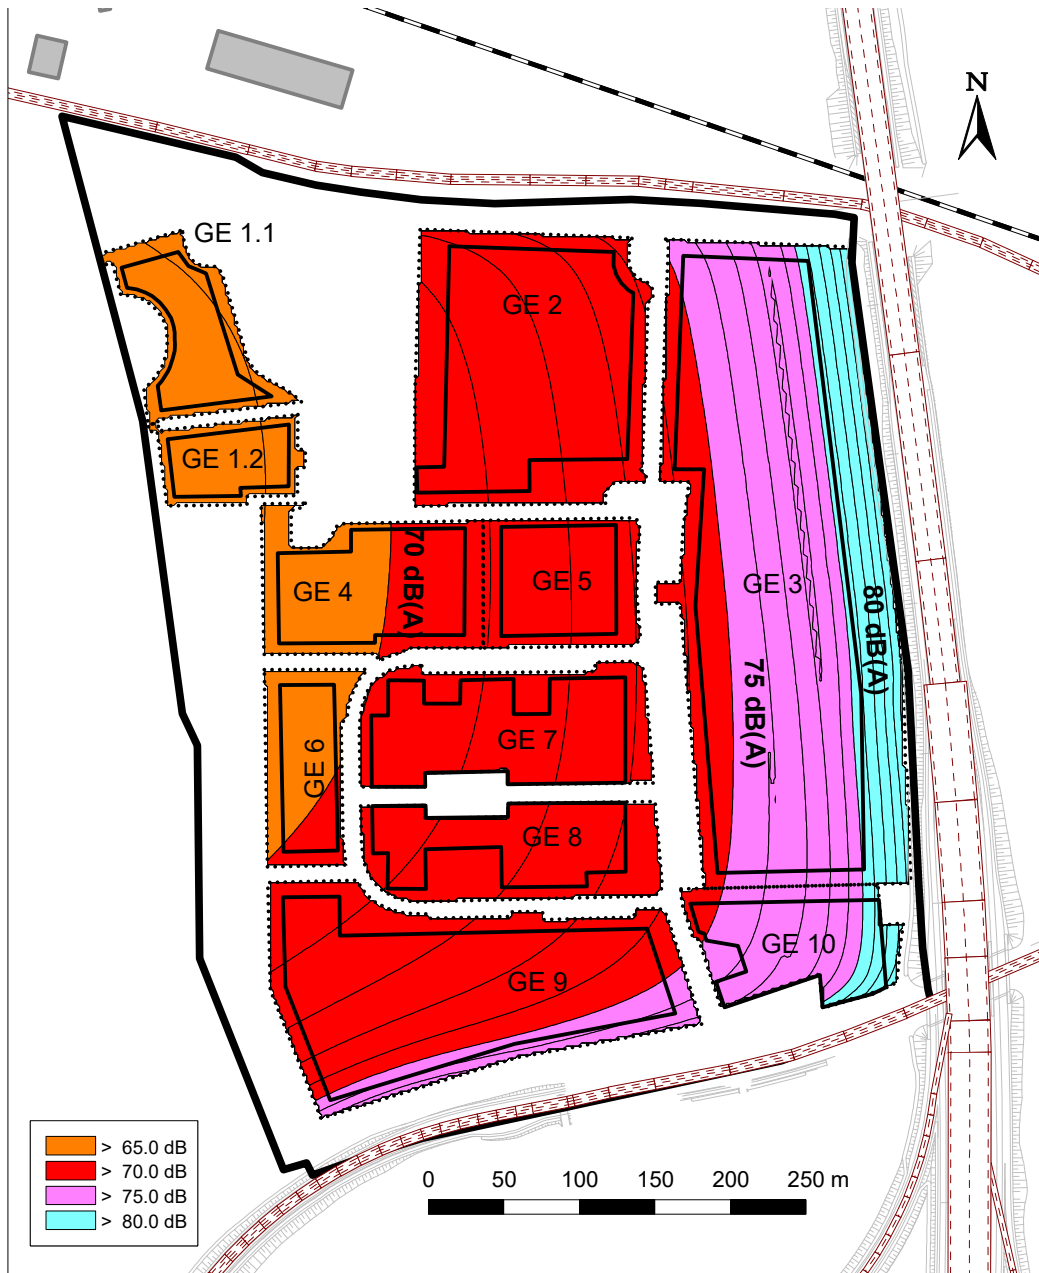 N
GE 1.1
GE 2
GE 1.2
GE 4
70 dB(A)
GE 5
GE 3
80 dB(A)
75 dB(A)
GE 6
GE 7
GE 8
GE 10
GE 9
> 65.0 dB
> 70.0 dB
> 75.0 dB
> 80.0 dB
0 50 100 150 200 250 m